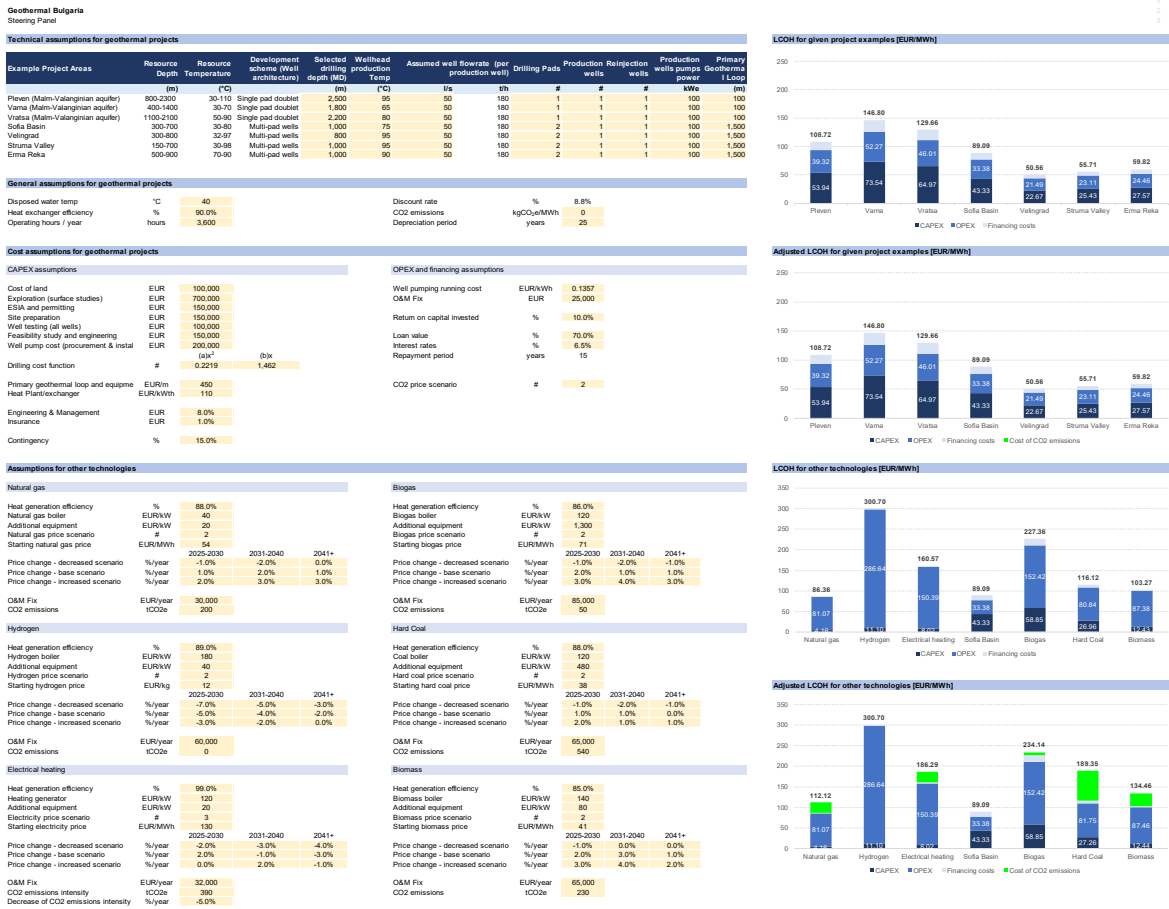 Geothermal Bulgaria
Steering Panel
Technical assumptions for geothermal projects
Example Project Areas | Resource Depth | Resource Temperature | Development scheme (Well architecture) | Selected drilling depth (MD) | Wellhead production Temp | Assumed well flowrate (per production well) | Drilling Pads | Production wells | Reinjection wells | Production wells pumps power | Primary Geotherma l Loop
(m) (°C) (m) (°C) l/s t/h # # # kWe (m)
Pleven (Malm-Valanginian aquifer) 800-2300 30-110 Single pad doublet 2,500 95 50 180 1 1 1 100 100
Varna (Malm-Valanginian aquifer) 400-1400 30-70 Single pad doublet 1,800 65 50 180 1 1 1 100 100
Vratsa (Malm-Valanginian aquifer) 1100-2100 50-90 Single pad doublet 2,200 80 50 180 1 1 1 100 100
Sofia Basin 300-700 30-80 Multi-pad wells 1,000 75 50 180 2 1 1 100 1,500
Velingrad 300-800 32-97 Multi-pad wells 800 95 50 180 2 1 1 100 1,500
Struma Valley 150-700 30-98 Multi-pad wells 1,000 95 50 180 2 1 1 100 1,500
Erma Reka 500-900 70-90 Multi-pad wells 1,000 90 50 180 2 1 1 100 1,500
General assumptions for geothermal projects
Disposed water temp °C 40 Discount rate % 8.8%
Heat exchanger efficiency % 90.0% CO2 emissions kgCO2e/MWh 0
Operating hours / year hours 3,600 Depreciation period years 25
Cost assumptions for geothermal projects
CAPEX assumptions OPEX and financing assumptions
Cost of land EUR 100,000 Well pumping running cost EUR/kWh 0.1357
Exploration (surface studies) EUR 700,000 O&M Fix EUR 25,000
ESIA and permitting EUR 150,000
Site preparation EUR 150,000 Return on capital invested % 10.0%
Well testing (all wells) EUR 100,000
Feasibility study and engineering EUR 150,000 Loan value % 70.0%
Well pump cost (procurement & instal EUR 200,000 Interest rates % 6.5%
(a)x² (b)x Repayment period years 15
Drilling cost function # 0.2219 1,462
Primary geothermal loop and equipme EUR/m 450 CO2 price scenario # 2
Heat Plant/exchanger EUR/kWth 110
Engineering & Management EUR 8.0%
Insurance EUR 1.0%
Contingency % 15.0%
Assumptions for other technologies
Natural gas Biogas
Heat generation efficiency % 88.0% Heat generation efficiency % 86.0%
Natural gas boiler EUR/kW 40 Biogas boiler EUR/kW 120
Additional equipment EUR/kW 20 Additional equipment EUR/kW 1,300
Natural gas price scenario # 2 Biogas price scenario # 2
Starting natural gas price EUR/MWh 54 Starting biogas price EUR/MWh 71
2025-2030 2031-2040 2041+ 2025-2030 2031-2040 2041+
Price change - decreased scenario %/year -1.0% -2.0% 0.0% Price change - decreased scenario %/year -1.0% -2.0% -1.0%
Price change - base scenario %/year 1.0% 2.0% 1.0% Price change - base scenario %/year 1.0% 2.0% 1.0%
Price change - increased scenario %/year 2.0% 3.0% 3.0% Price change - increased scenario %/year 3.0% 4.0% 3.0%
O&M Fix EUR/year 30,000 O&M Fix EUR/year 85,000
CO2 emissions tCO2e 200 CO2 emissions tCO2e 50
Hydrogen Hard Coal
Heat generation efficiency % 89.0% Heat generation efficiency % 88.0%
Hydrogen boiler EUR/kW 180 Coal boiler EUR/kW 120
Additional equipment EUR/kW 40 Additional equipment EUR/kW 480
Hydrogen price scenario # 2 Hard coal price scenario # 2
Starting hydrogen price EUR/kg 12 Starting hard coal price EUR/MWh 38
2025-2030 2031-2040 2041+ 2025-2030 2031-2040 2041+
Price change - decreased scenario %/year -7.0% -5.0% -3.0% Price change - decreased scenario %/year -1.0% -2.0% -1.0%
Price change - base scenario %/year -5.0% -4.0% -2.0% Price change - base scenario %/year 1.0% 1.0% 0.0%
Price change - increased scenario %/year -3.0% -2.0% 0.0% Price change - increased scenario %/year 2.0% 1.0% 1.0%
O&M Fix EUR/year 60,000 O&M Fix EUR/year 65,000
CO2 emissions tCO2e 0 CO2 emissions tCO2e 540
Electrical heating Biomass
Heat generation efficiency % 99.0% Heat generation efficiency % 85.0%
Heating generator EUR/kW 120 Biomass boiler EUR/kW 140
Additional equipment EUR/kW 20 Additional equipment EUR/kW 80
Electricity price scenario # 3 Biomass price scenario # 2
Starting electricity price EUR/MWh 130 Starting biomass price EUR/MWh 41
2025-2030 2031-2040 2041+ 2025-2030 2031-2040 2041+
Price change - decreased scenario %/year -2.0% -3.0% -4.0% Price change - decreased scenario %/year -1.0% 0.0% 0.0%
Price change - base scenario %/year 2.0% -1.0% -3.0% Price change - base scenario %/year 2.0% 3.0% 1.0%
Price change - increased scenario %/year 0.0% 2.0% -1.0% Price change - increased scenario %/year 3.0% 4.0% 2.0%
O&M Fix EUR/year 32,000 O&M Fix EUR/year 65,000
CO2 emissions intensity tCO2e 390 CO2 emissions tCO2e 230
Decrease of CO2 emissions intensity %/year -5.0%
LCOH for given project examples [EUR/MWh]
250
200
150
100
50
0
108.72 146.80 129.66 89.09 50.56 55.71 59.82
39.32 52.27 46.01 33.38 21.49 23.11 24.46
53.94 73.54 64.97 43.33 22.67 25.43 27.57
Pleven Varna Vratsa Sofia Basin Velingrad Struma Valley Erma Reka
CAPEX OPEX Financing costs
Adjusted LCOH for given project examples [EUR/MWh]
250
200
150
100
50
0
108.72 146.80 129.66 89.09 50.56 55.71 59.82
39.32 52.27 46.01 33.38 21.49 23.11 24.46
53.94 73.54 64.97 43.33 22.67 25.43 27.57
Pleven Varna Vratsa Sofia Basin Velingrad Struma Valley Erma Reka
CAPEX OPEX Financing costs Cost of CO2 emissions
LCOH for other technologies [EUR/MWh]
350
300
250
200
150
100
50
0
86.36 300.70 160.57 89.09 227.36 116.12 103.27
81.07 286.64 150.39 33.38 152.42 80.84 87.38
4.16 11.10 8.02 43.33 58.85 26.96 12.43
Natural gas Hydrogen Electrical heating Sofia Basin Biogas Hard Coal Biomass
CAPEX OPEX Financing costs
Adjusted LCOH for other technologies [EUR/MWh]
350
300
250
200
150
100
50
0
112.12 300.70 186.29 89.09 234.14 189.35 134.46
81.07 286.64 150.39 33.38 152.42 81.75 87.46
4.16 11.10 8.02 43.33 58.85 27.26 12.44
Natural gas Hydrogen Electrical heating Sofia Basin Biogas Hard Coal Biomass
CAPEX OPEX Financing costs Cost of CO2 emissions